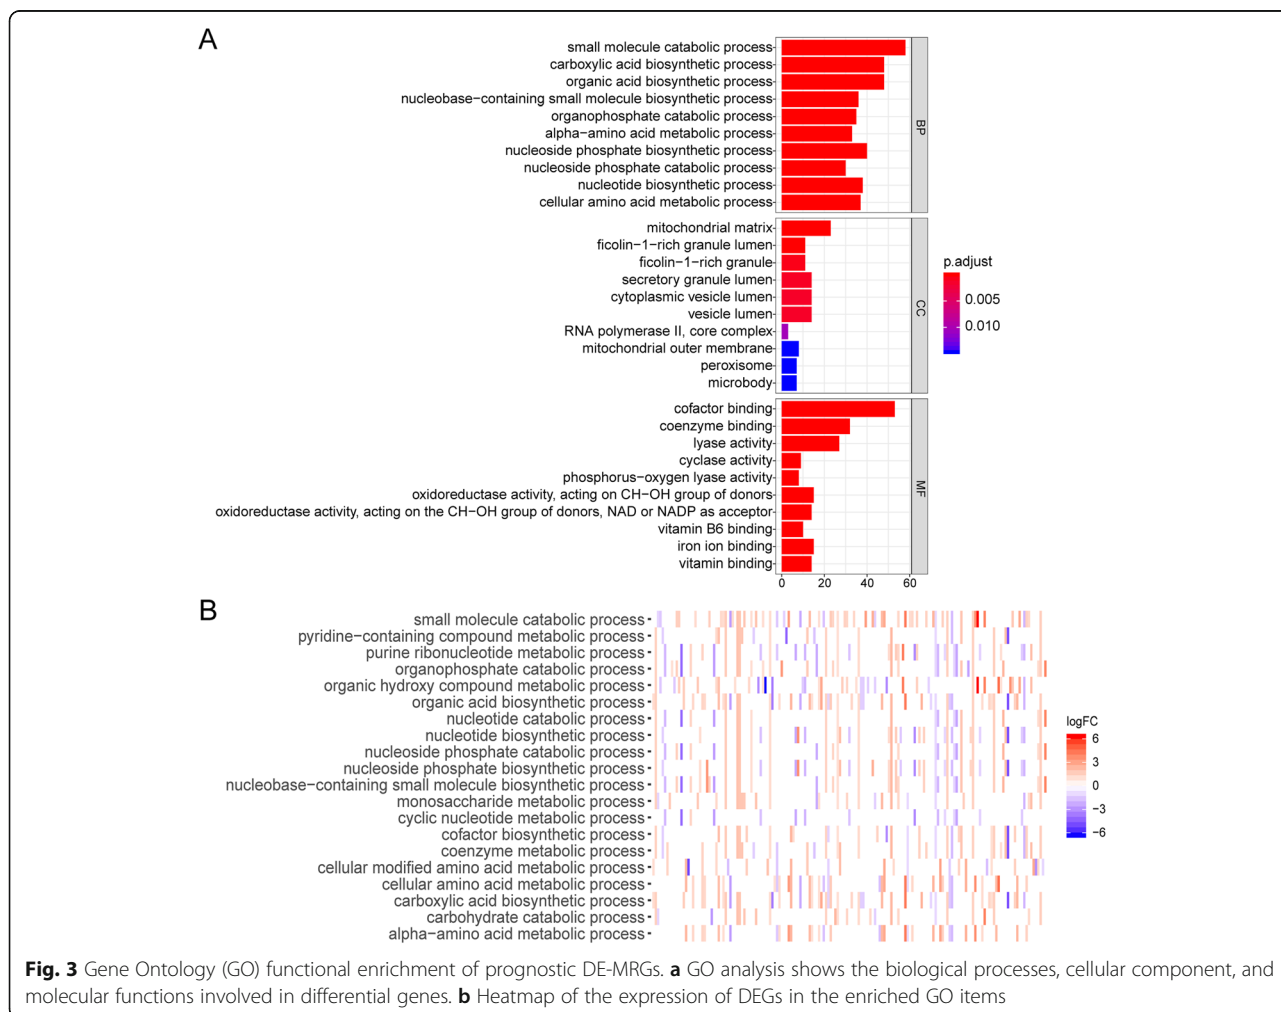 A
small molecule catabolic process
carboxylic acid biosynthetic process
organic acid biosynthetic process
nucleobase−containing small molecule biosynthetic process
organophosphate catabolic process
alpha−amino acid metabolic process
nucleoside phosphate biosynthetic process
nucleoside phosphate catabolic process
nucleotide biosynthetic process
cellular amino acid metabolic process
BP
mitochondrial matrix
ficolin−1−rich granule lumen
ficolin−1−rich granule
secretory granule lumen
cytoplasmic vesicle lumen
vesicle lumen
RNA polymerase II, core complex
mitochondrial outer membrane
peroxisome
microbody
CC
cofactor binding
coenzyme binding
lyase activity
cyclase activity
phosphorus−oxygen lyase activity
oxidoreductase activity, acting on CH−OH group of donors
oxidoreductase activity, acting on the CH−OH group of donors, NAD or NADP as acceptor
vitamin B6 binding
iron ion binding
vitamin binding
MF
0 20 40 60
p.adjust
0.005
0.010
B
small molecule catabolic process
pyridine−containing compound metabolic process
purine ribonucleotide metabolic process
organophosphate catabolic process
organic hydroxy compound metabolic process
organic acid biosynthetic process
nucleotide catabolic process
nucleotide biosynthetic process
nucleoside phosphate catabolic process
nucleoside phosphate biosynthetic process
nucleobase−containing small molecule biosynthetic process
monosaccharide metabolic process
cyclic nucleotide metabolic process
cofactor biosynthetic process
coenzyme metabolic process
cellular modified amino acid metabolic process
cellular amino acid metabolic process
carboxylic acid biosynthetic process
carbohydrate catabolic process
alpha−amino acid metabolic process
logFC
6
3
0
−3
−6
Fig. 3 Gene Ontology (GO) functional enrichment of prognostic DE-MRGs. a GO analysis shows the biological processes, cellular component, and
molecular functions involved in differential genes. b Heatmap of the expression of DEGs in the enriched GO items